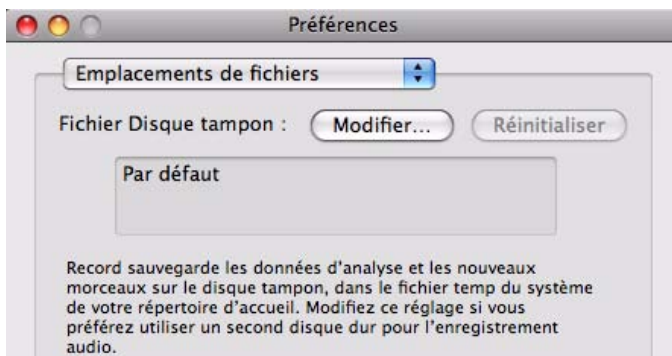 Préférences
Emplacements de fichiers
Fichier Disque tampon : Modifier... Réinitialiser
Par défaut
Record sauvegarde les données d'analyse et les nouveaux
morceaux sur le disque tampon, dans le fichier temp du système
de votre répertoire d'accueil. Modifiez ce réglage si vous
préférez utiliser un second disque dur pour l'enregistrement
audio.